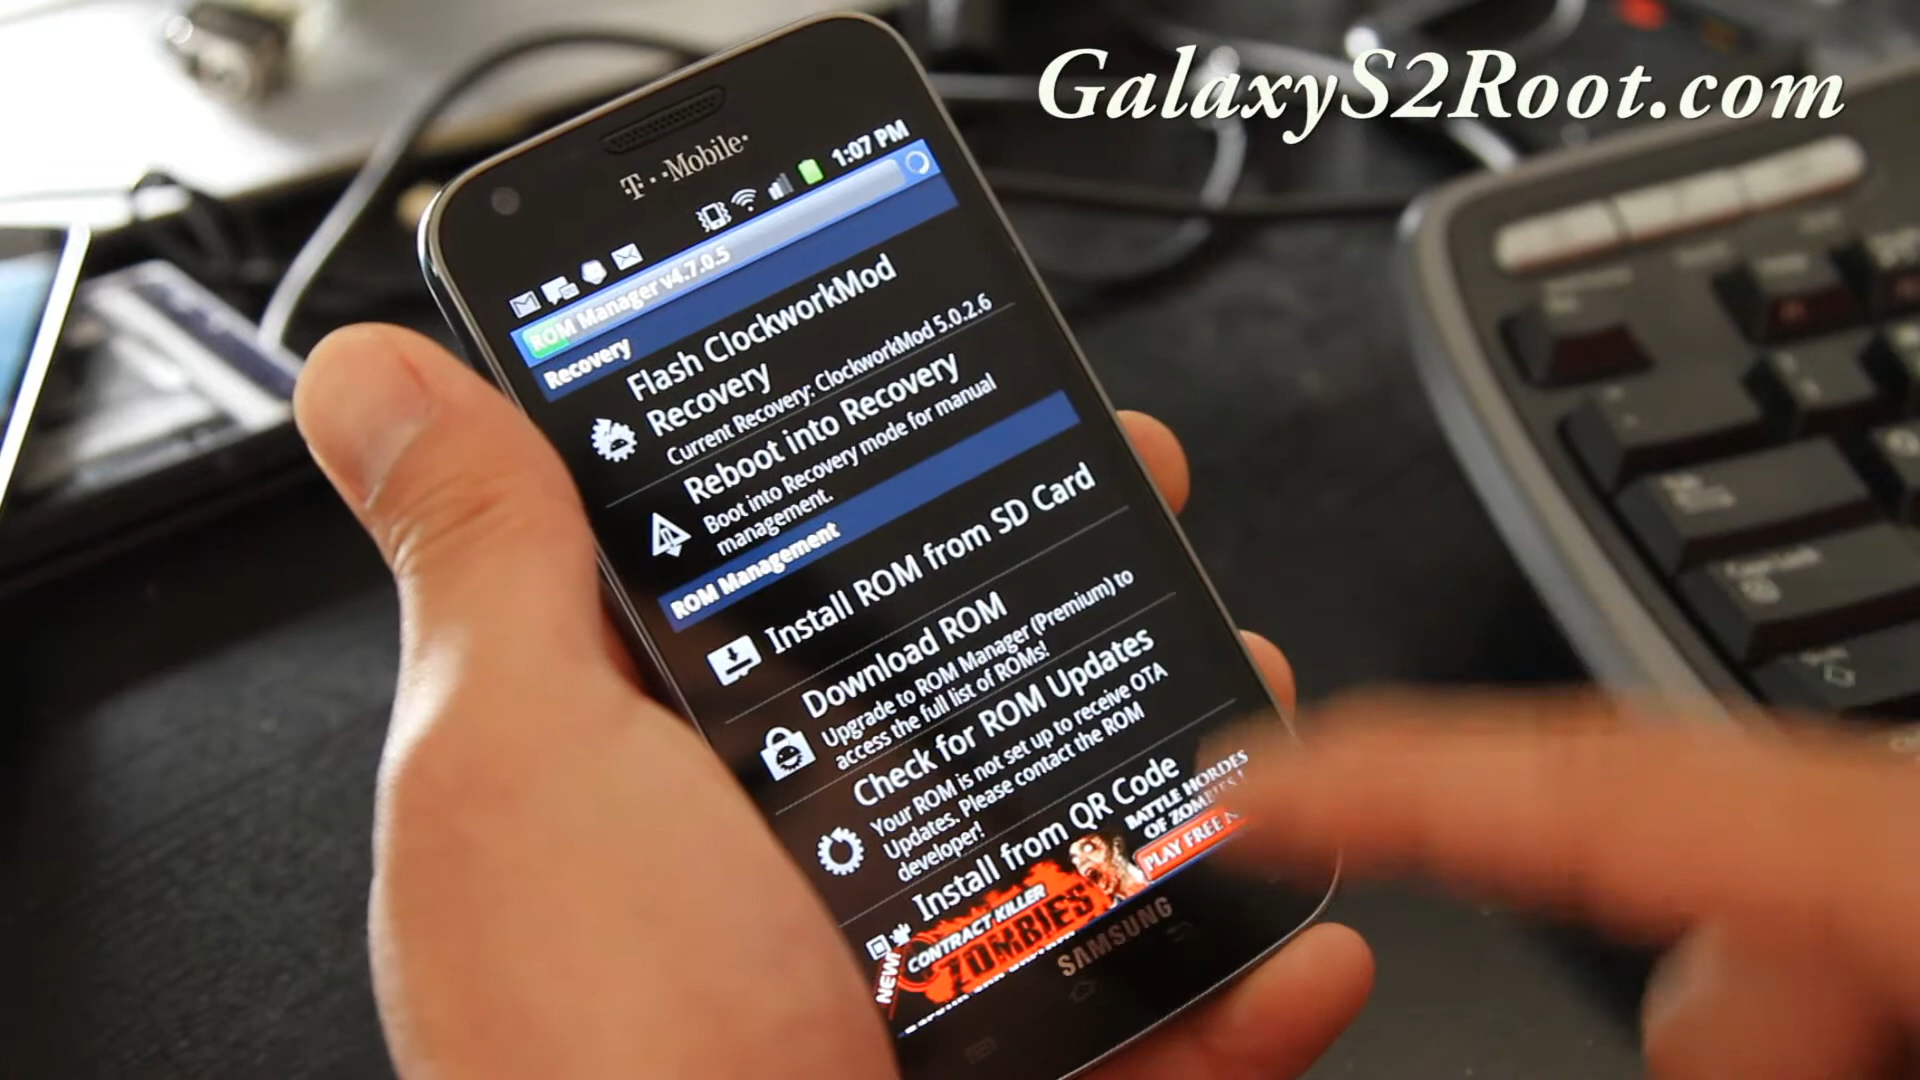 GalaxyS2Root.com
T··Mobile·
1:07 PM
ROM Manager v4.7.0.5
Recovery
Flash ClockworkMod
Recovery
Current Recovery: ClockworkMod 5.0.2.6
Reboot into Recovery
Boot into Recovery mode for manual
management.
ROM Management
Install ROM from SD Card
Download ROM
Upgrade to ROM Manager (Premium) to
access the full list of ROMs!
Check for ROM Updates
Your ROM is not set up to receive OTA
Updates. Please contact the ROM
developer!
Install from QR Code
NEW!
CONTRACT KILLER
ZOMBIES
BATTLE HORDES
OF ZOMBIES!
PLAY FREE
SAMSUNG